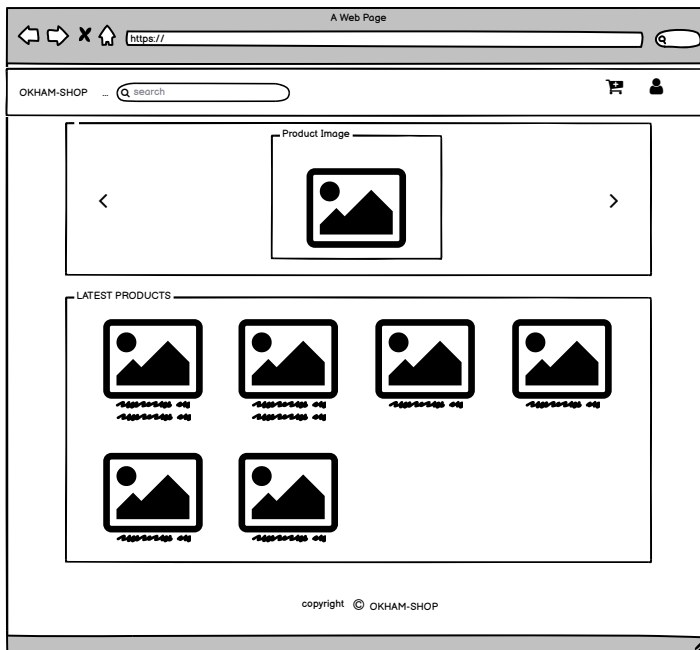 A Web Page
https://
OKHAM-SHOP ... search
Product Image
LATEST PRODUCTS
copyright © OKHAM-SHOP